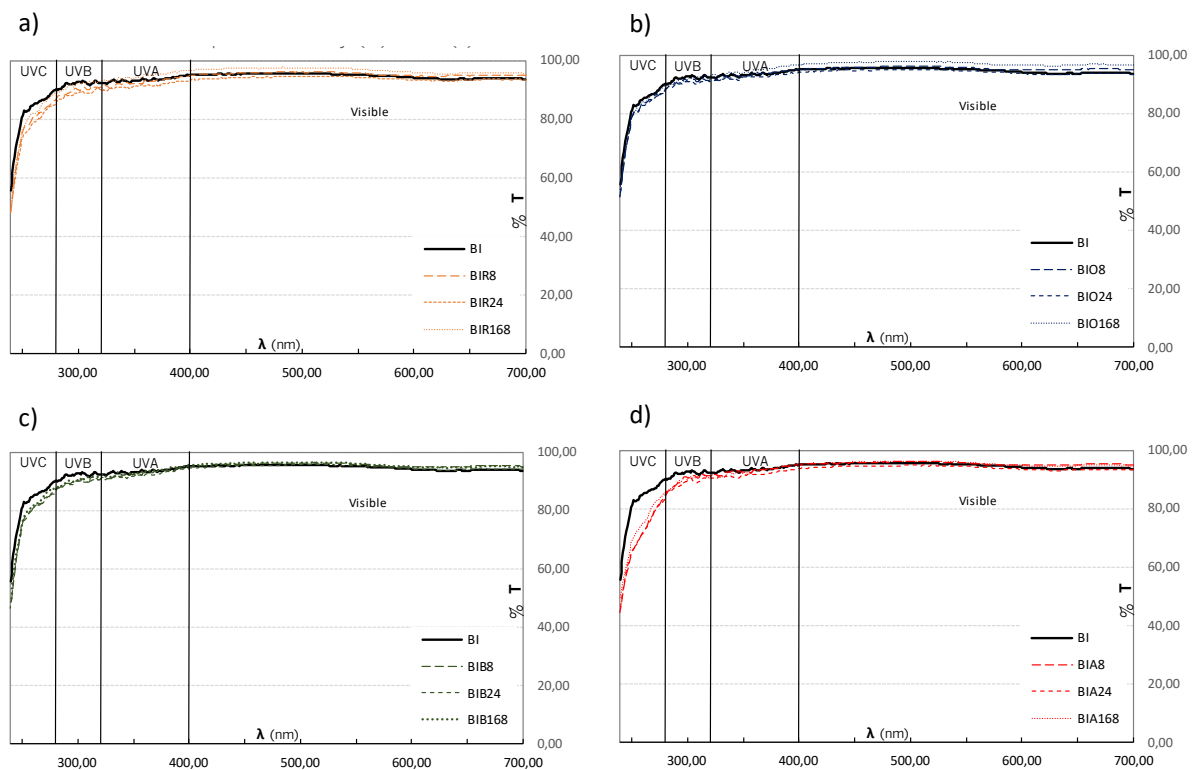 a)
UVC UVB UVA
Visible
% T
BI
BIR8
BIR24
BIR168
λ (nm)
100,00
80,00
60,00
40,00
20,00
0,00
300,00 400,00 500,00 600,00 700,00
b)
UVC UVB UVA
Visible
% T
BI
BIO8
BIO24
BIO168
λ (nm)
100,00
80,00
60,00
40,00
20,00
0,00
300,00 400,00 500,00 600,00 700,00
c)
UVC UVB UVA
Visible
% T
BI
BIB8
BIB24
BIB168
λ (nm)
100,00
80,00
60,00
40,00
20,00
0,00
300,00 400,00 500,00 600,00 700,00
d)
UVC UVB UVA
Visible
% T
BI
BIA8
BIA24
BIA168
λ (nm)
100,00
80,00
60,00
40,00
20,00
0,00
300,00 400,00 500,00 600,00 700,00